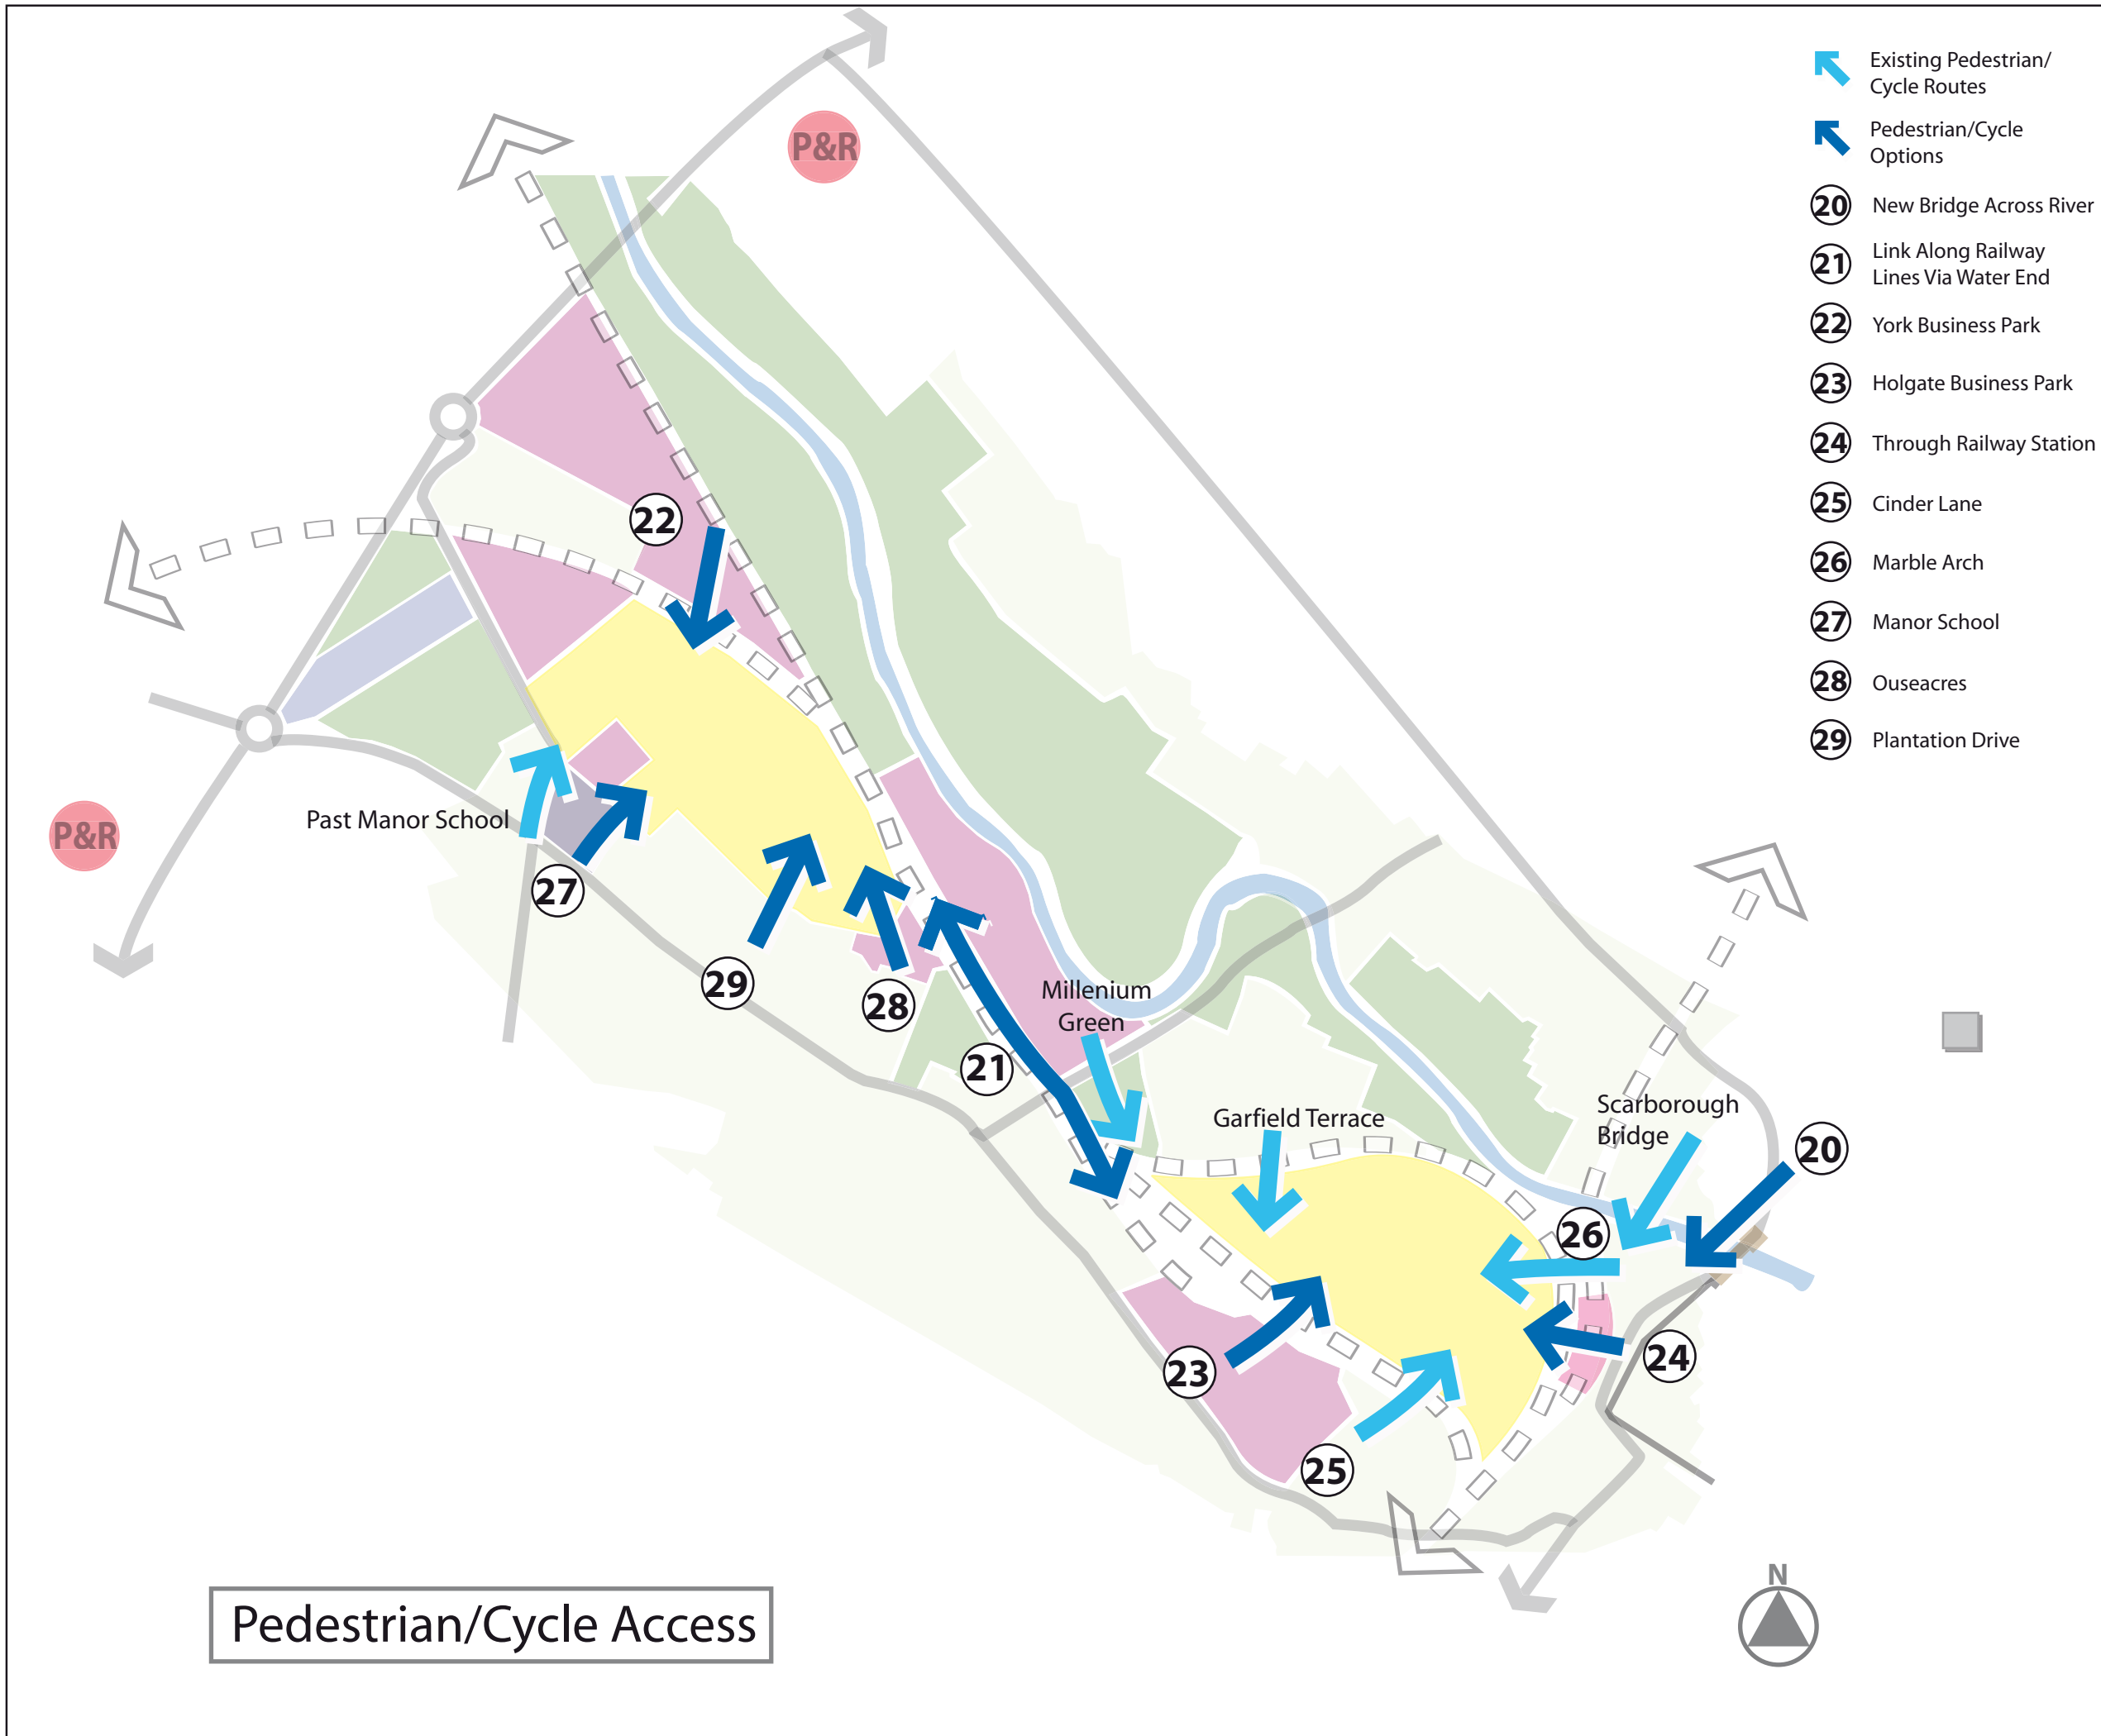 P&R
Existing Pedestrian/
Cycle Routes
Pedestrian/Cycle
Options
20 New Bridge Across River
21 Link Along Railway
Lines Via Water End
22 York Business Park
23 Holgate Business Park
24 Through Railway Station
25 Cinder Lane
26 Marble Arch
27 Manor School
28 Ouseacres
29 Plantation Drive
22
Past Manor School
P&R
27
29
28
Millenium
Green
21
Garfield Terrace
Scarborough
Bridge
20
26
23
24
25
N
Pedestrian/Cycle Access